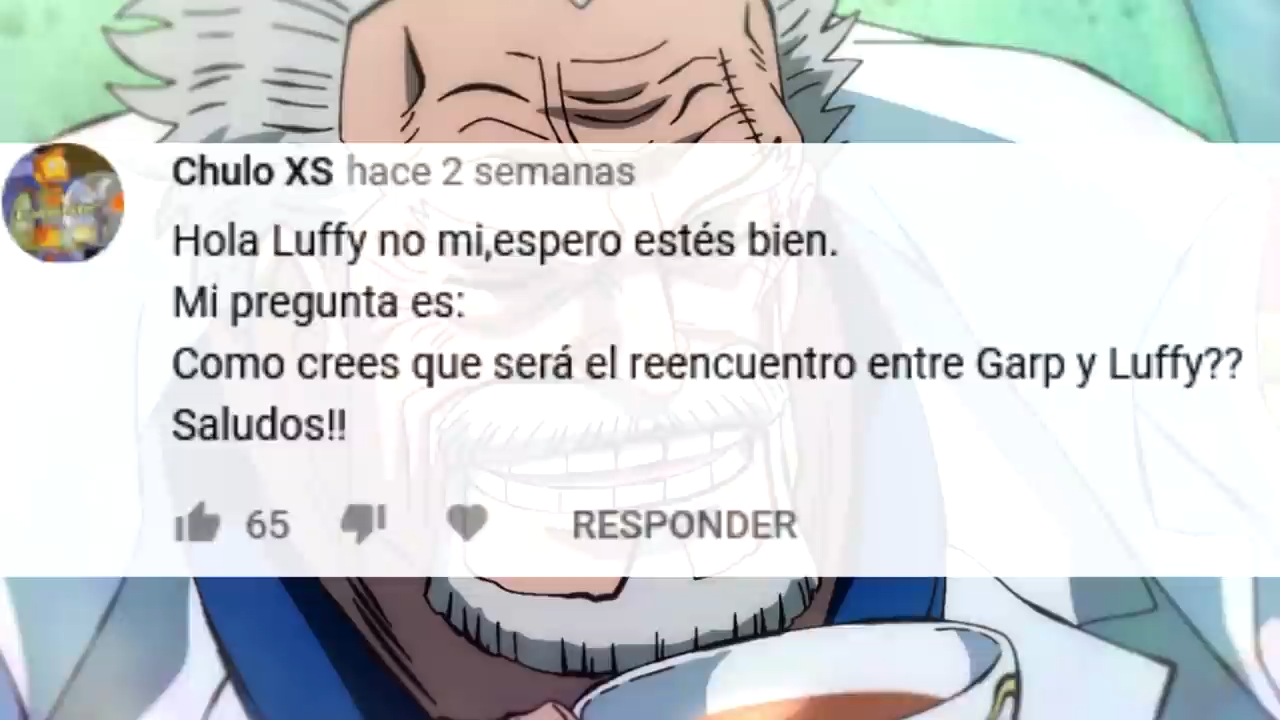 Chulo XS hace 2 semanas
Hola Luffy no mi,espero estés bien.
Mi pregunta es:
Como crees que será el reencuentro entre Garp y Luffy??
Saludos!!
65 RESPONDER